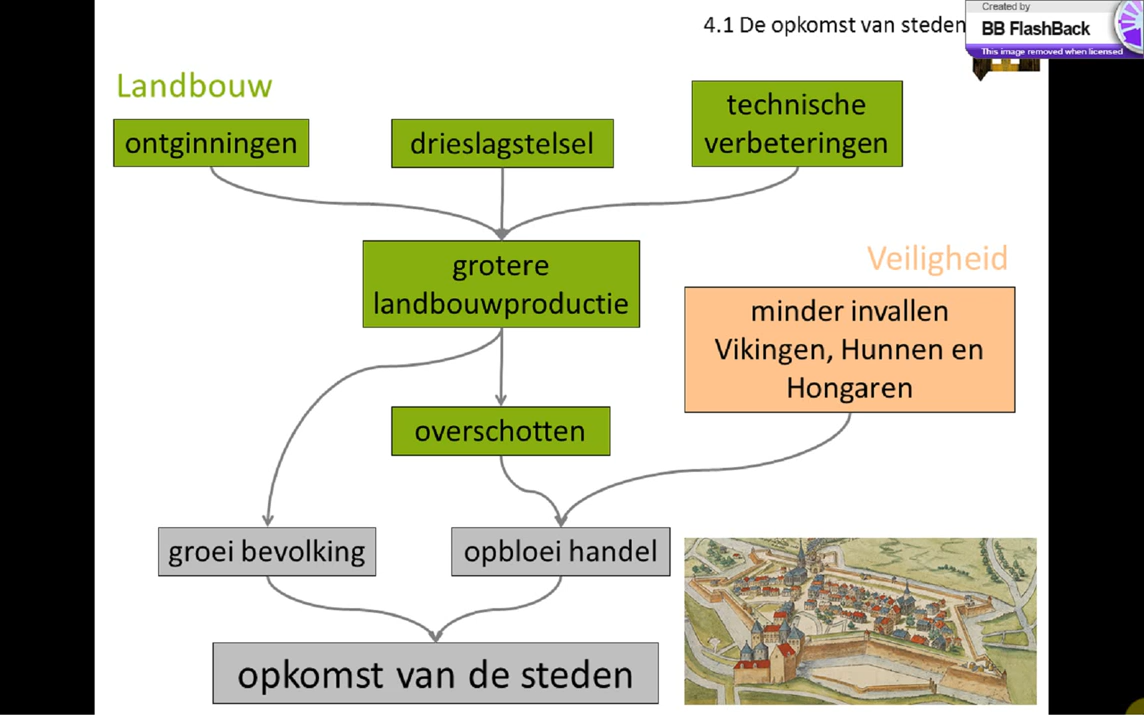 4.1 De opkomst van steden
Created by
BB FlashBack
This image removed when licensed
Landbouw
ontginningen
drieslagstelsel
technische
verbeteringen
grotere
landbouwproductie
Veiligheid
minder invallen
Vikingen, Hunnen en
Hongaren
overschotten
groei bevolking
opbloei handel
opkomst van de steden